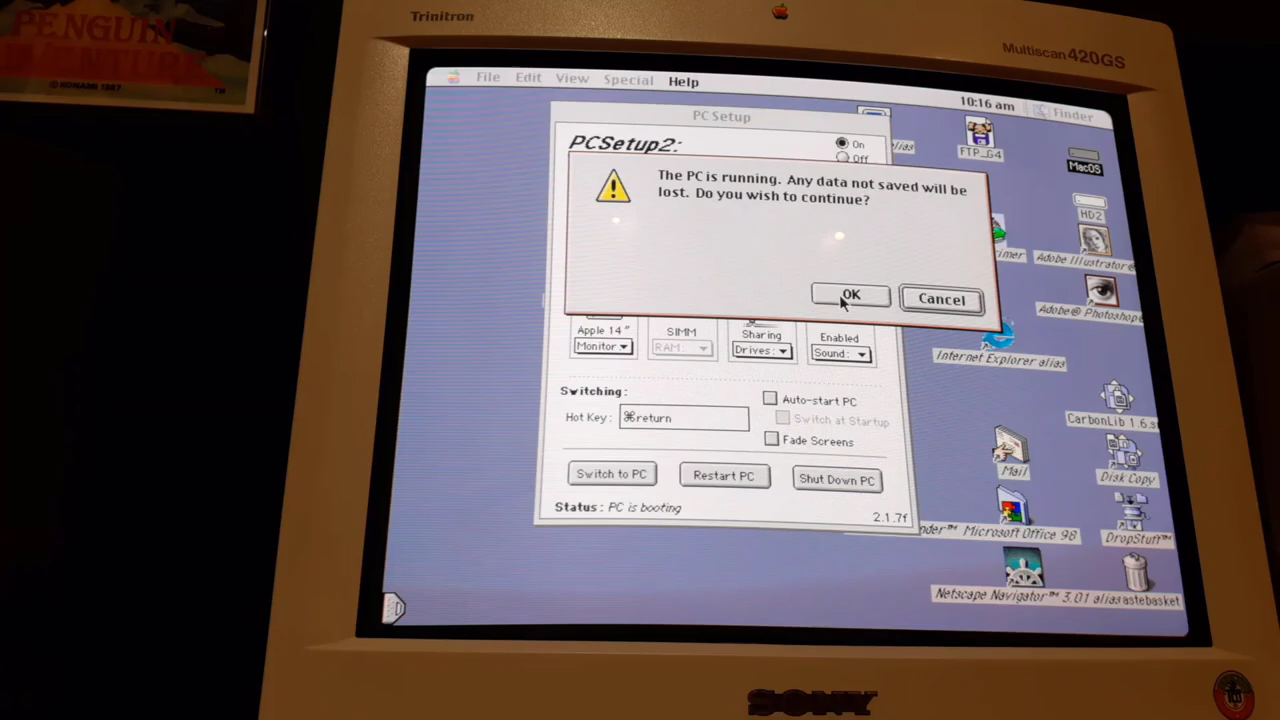 PENGUIN
© KONAMI 1987
TM
Trinitron
Multiscan 420GS
File Edit View Special Help
10:16 am Finder
PC Setup
PCSetup2:
On
Off
The PC is running. Any data not saved will be
lost. Do you wish to continue?
OK
Cancel
Apple 14"
Monitor
SIMM
RAM:
Sharing
Drives:
Enabled
Sound:
Switching:
Hot Key: ⌘return
Auto-start PC
Switch at Startup
Fade Screens
Switch to PC
Restart PC
Shut Down PC
Status: PC is booting
2.1.7f
alias
FTP_G4
MacOS
HD2
Adobe Illustrator®
Adobe® Photoshop®
Internet Explorer alias
CarbonLib 1.6
Mail
Disk Copy
Microsoft Office 98
DropStuff™
Netscape Navigator™ 3.01 alias
astebasket
SONY